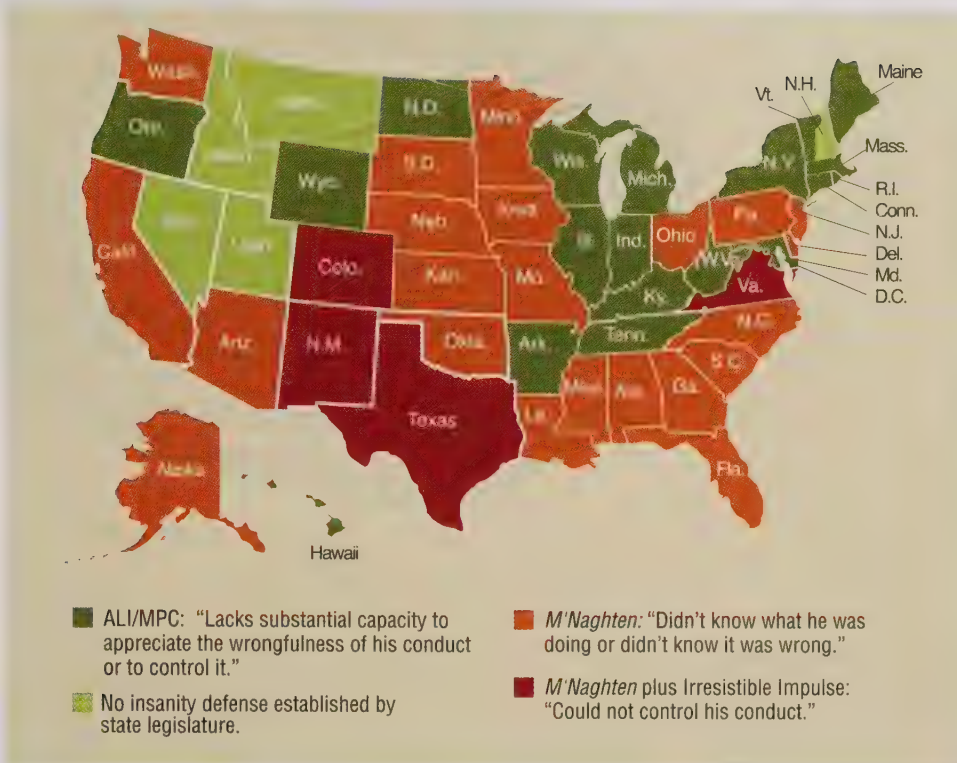 Maine
N.H.
Vt.
Wash.
N.D.
Minn.
Ore.
Mass.
Wis.
N.Y.
S.D.
Mich.
Wyo.
R.I.
Conn.
Iowa
Pa.
Neb.
N.J.
Ohio
Ind.
Utah
Calif.
Del.
W.Va.
Colo.
Kan.
Mo.
Md.
Va.
D.C.
Ky.
N.C.
Tenn.
Ariz.
N.M.
Okla.
Ark.
S.C.
Miss.
Ala.
Ga.
La.
Texas
Alaska
Fla.
Hawaii
ALI/MPC: “Lacks substantial capacity to
appreciate the wrongfulness of his conduct
or to control it.”
No insanity defense established by
state legislature.
M‘Naghten: “Didn’t know what he was
doing or didn’t know it was wrong.”
M‘Naghten plus Irresistible Impulse:
“Could not control his conduct.”